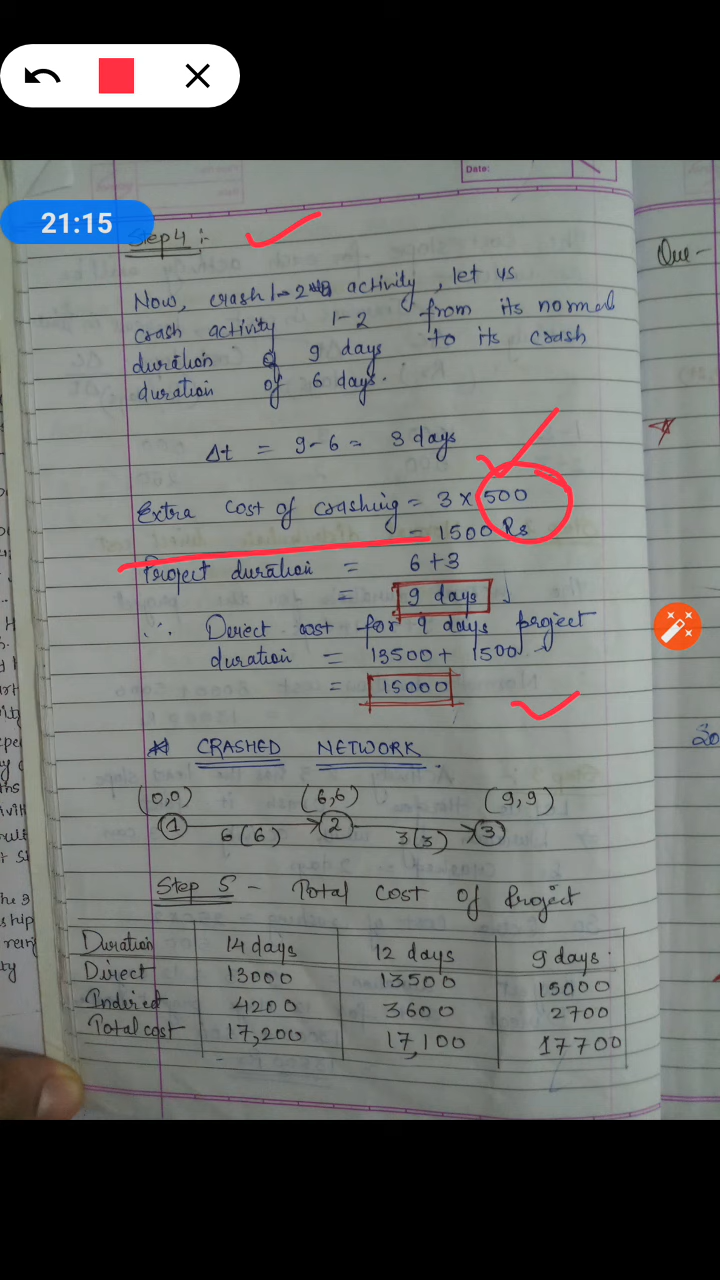 Date:
21:15
Step 4 :-
Now, crash 1-2 activity, let us
crash activity 1-2 from its normal
duration of 9 days to its crash
duration of 6 days.
Δt = 9-6 = 3 days
Extra cost of crashing = 3 × 500
= 1500 Rs
Project duration = 6+3
= 9 days
∴ Derect cost for 9 days project
duration = 13500 + 1500
= 15000
* CRASHED NETWORK.
(0,0) (6,6) (9,9)
1 6(6) 2 3(3) 3
Step 5 - Total cost of Project
Duration 14 days 12 days 9 days.
Direct 13000 13500 15000
Indired 4200 3600 2700
Total cost 17,200 17,100 17700
Que-
20